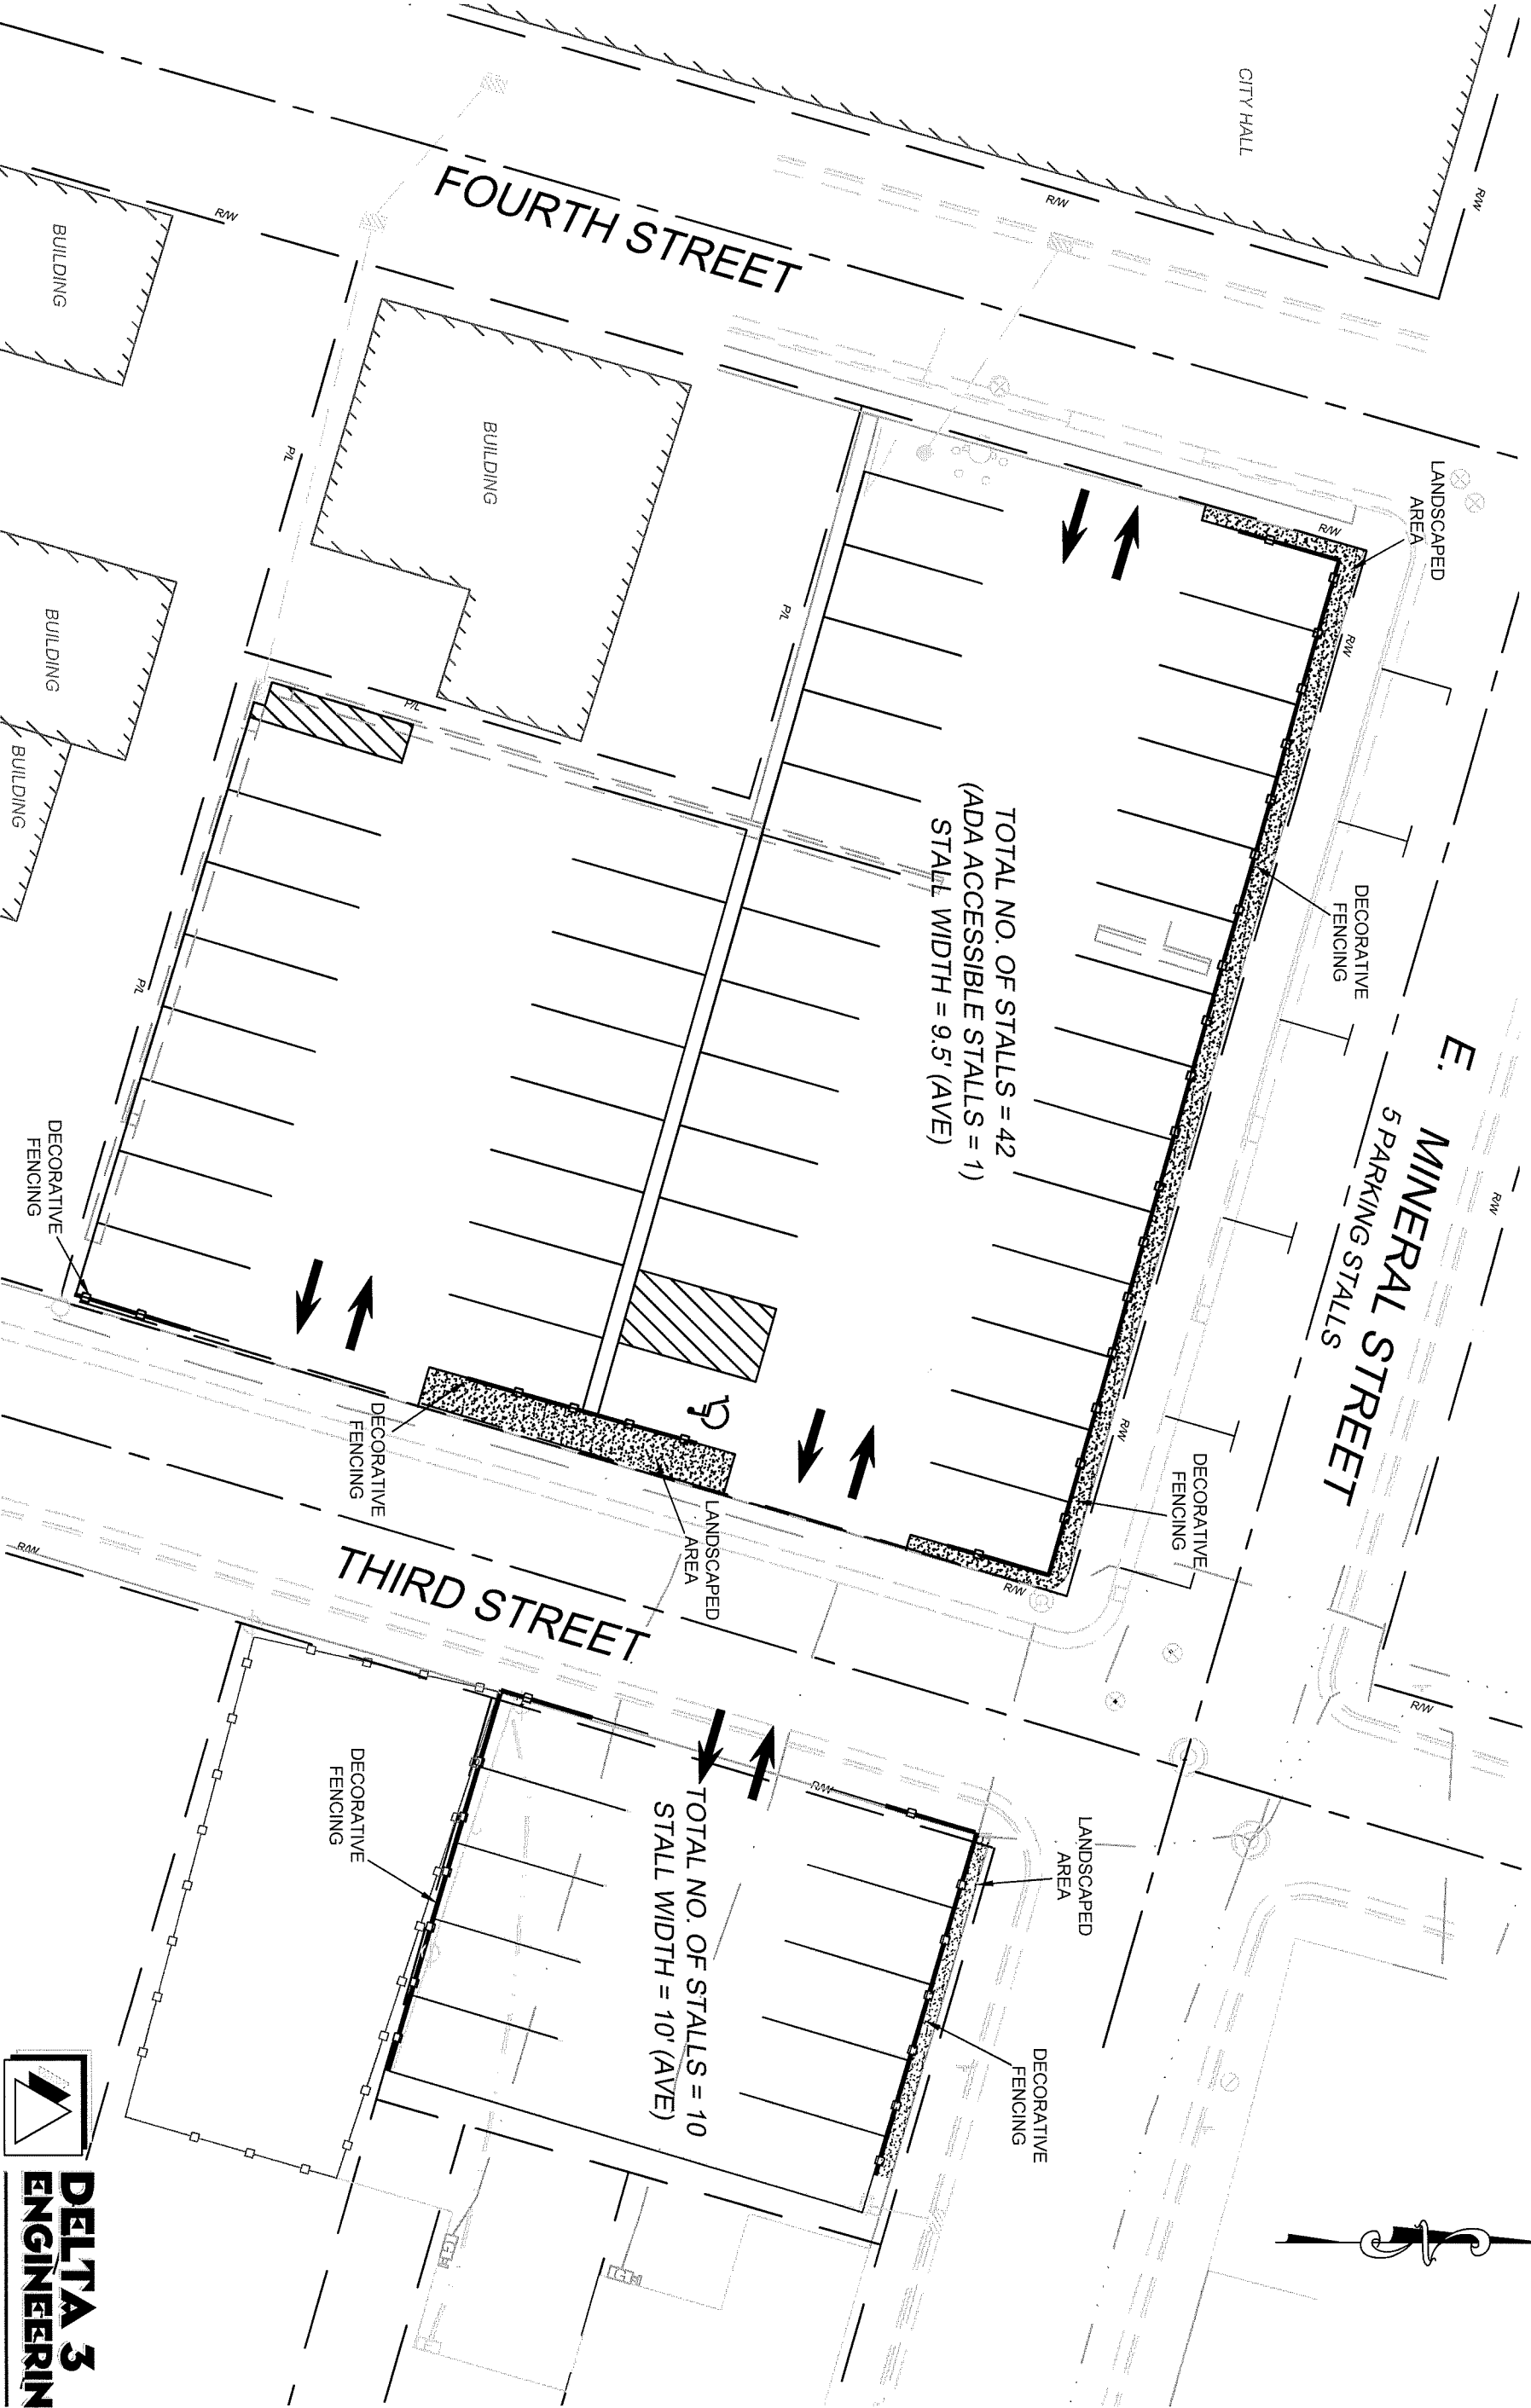 CITY HALL
R/W
R/W
FOURTH STREET
R/W
BUILDING
BUILDING
P/L
BUILDING
BUILDING
P/L
P/L
P/L
LANDSCAPED
AREA
R/W
R/W
DECORATIVE
FENCING
E. MINERAL STREET
5 PARKING STALLS
R/W
TOTAL NO. OF STALLS = 42
(ADA ACCESSIBLE STALLS = 1)
STALL WIDTH = 9.5' (AVE)
DECORATIVE
FENCING
DECORATIVE
FENCING
LANDSCAPED
AREA
DECORATIVE
FENCING
R/W
R/W
R/W
THIRD STREET
R/W
R/W
TOTAL NO. OF STALLS = 10
STALL WIDTH = 10' (AVE)
LANDSCAPED
AREA
DECORATIVE
FENCING
DECORATIVE
FENCING
DELTA 3
ENGINEERIN